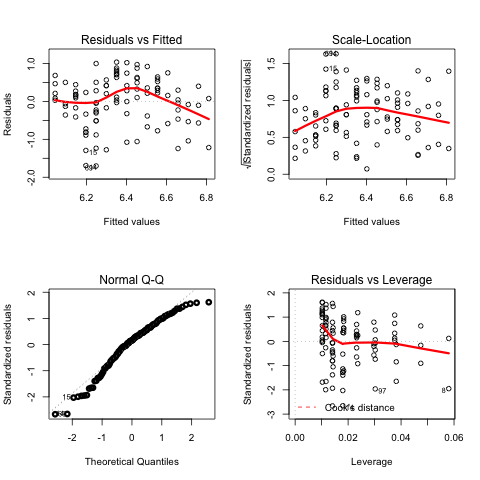 Residuals vs Fitted
Residuals
-2.0 -1.0 0.0 1.0
15
6.2 6.4 6.6 6.8
Fitted values
Scale-Location
√|Standardized residuals|
0.0 0.5 1.0 1.5
15
6.2 6.4 6.6 6.8
Fitted values
Normal Q-Q
Standardized residuals
-2 -1 0 1 2
15
-2 -1 0 1 2
Theoretical Quantiles
Residuals vs Leverage
Standardized residuals
-3 -2 -1 0 1 2
97
8
Cook's distance
0.00 0.02 0.04 0.06
Leverage